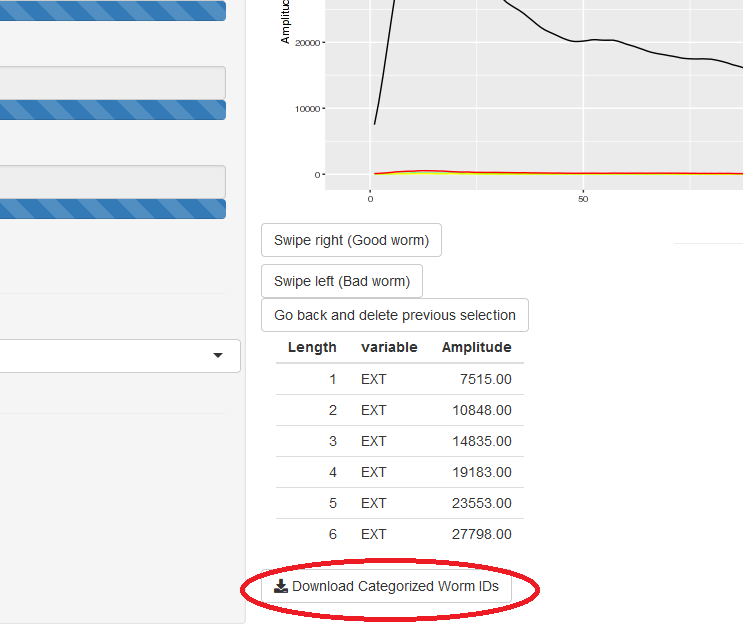 Amplitud
20000
10000
0
0
50
Swipe right (Good worm)
Swipe left (Bad worm)
Go back and delete previous selection
Length variable Amplitude
1 EXT 7515.00
2 EXT 10848.00
3 EXT 14835.00
4 EXT 19183.00
5 EXT 23553.00
6 EXT 27798.00
Download Categorized Worm IDs